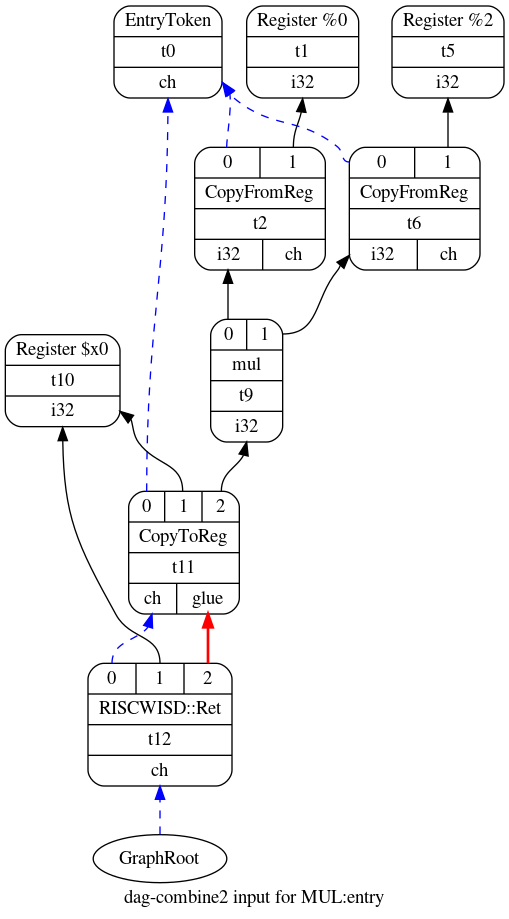 EntryToken
t0
ch
Register %0
t1
i32
Register %2
t5
i32
0 1
CopyFromReg
t2
i32 ch
0 1
CopyFromReg
t6
i32 ch
0 1
mul
t9
i32
Register $x0
t10
i32
0 1 2
CopyToReg
t11
ch glue
0 1 2
RISCWISD::Ret
t12
ch
GraphRoot
dag-combine2 input for MUL:entry